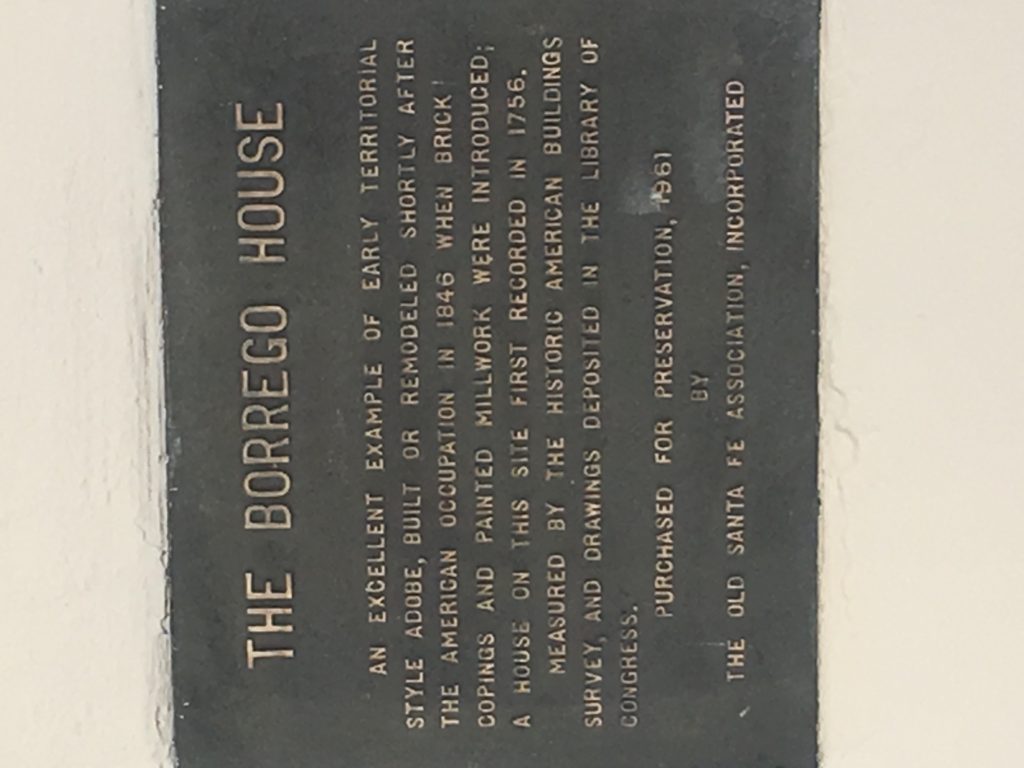 THE BORREGO HOUSE
AN EXCELLENT EXAMPLE OF EARLY TERRITORIAL
STYLE ADOBE, BUILT OR REMODELED SHORTLY AFTER
THE AMERICAN OCCUPATION IN 1846 WHEN BRICK
COPINGS AND PAINTED MILLWORK WERE INTRODUCED;
A HOUSE ON THIS SITE FIRST RECORDED IN 1756.
MEASURED BY THE HISTORIC AMERICAN BUILDINGS
SURVEY, AND DRAWINGS DEPOSITED IN THE LIBRARY OF
CONGRESS.
PURCHASED FOR PRESERVATION, 1961
BY
THE OLD SANTA FE ASSOCIATION, INCORPORATED